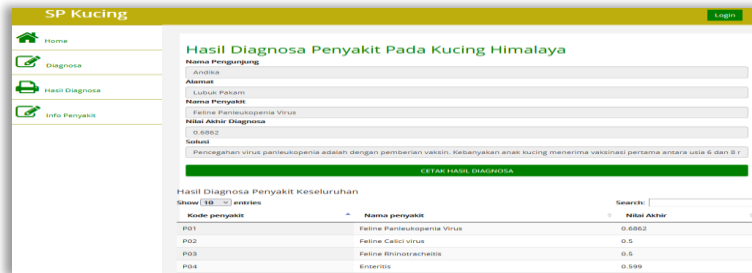 SP Kucing
Login
Home
Diagnosa
Hasil Diagnosa
Info Penyakit
Hasil Diagnosa Penyakit Pada Kucing Himalaya
Nama Pengunjung
Andika
Alamat
Lubuk Pakam
Nama Penyakit
Feline Panleukopenia Virus
Nilai Akhir Diagnosa
0.6862
Solusi
Pencegahan virus panleukopenia adalah dengan pemberian vaksin. Kebanyakan anak kucing menerima vaksinasi pertama antara usia 6 dan 8 r
CETAK HASIL DIAGNOSA
Hasil Diagnosa Penyakit Keseluruhan
Show 10 entries Search:
Kode penyakit Nama penyakit Nilai Akhir
P01 Feline Panleukopenia Virus 0.6862
P02 Feline Calici virus 0.5
P03 Feline Rhinotracheitis 0.5
P04 Enteritis 0.599